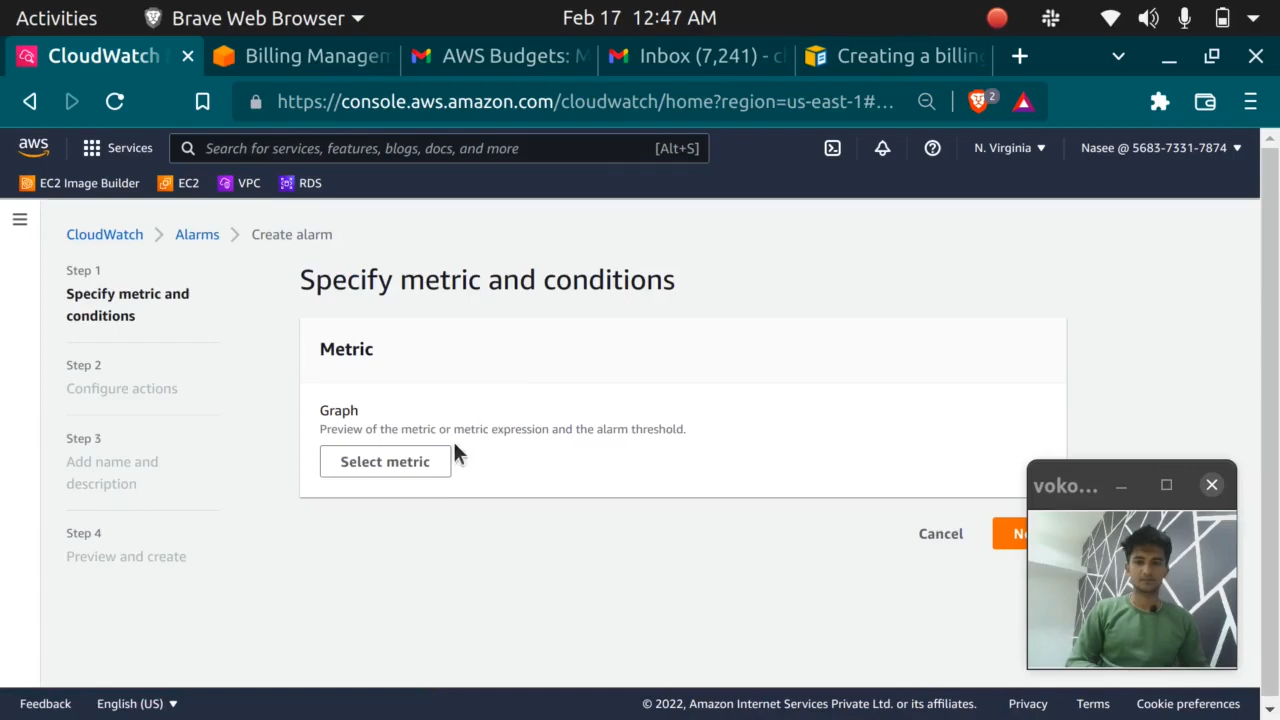 Activities
Brave Web Browser
Feb 17 12:47 AM
CloudWatch
Billing Managem
AWS Budgets: M
Inbox (7,241) - c
Creating a billing
https://console.aws.amazon.com/cloudwatch/home?region=us-east-1#...
2
aws
Services
Search for services, features, blogs, docs, and more
[Alt+S]
N. Virginia
Nasee @ 5683-7331-7874
EC2 Image Builder
EC2
VPC
RDS
CloudWatch
Alarms
Create alarm
Step 1
Specify metric and
conditions
Step 2
Configure actions
Step 3
Add name and
description
Step 4
Preview and create
Specify metric and conditions
Metric
Graph
Preview of the metric or metric expression and the alarm threshold.
Select metric
Cancel
voko...
Feedback
English (US)
© 2022, Amazon Internet Services Private Ltd. or its affiliates.
Privacy
Terms
Cookie preferences